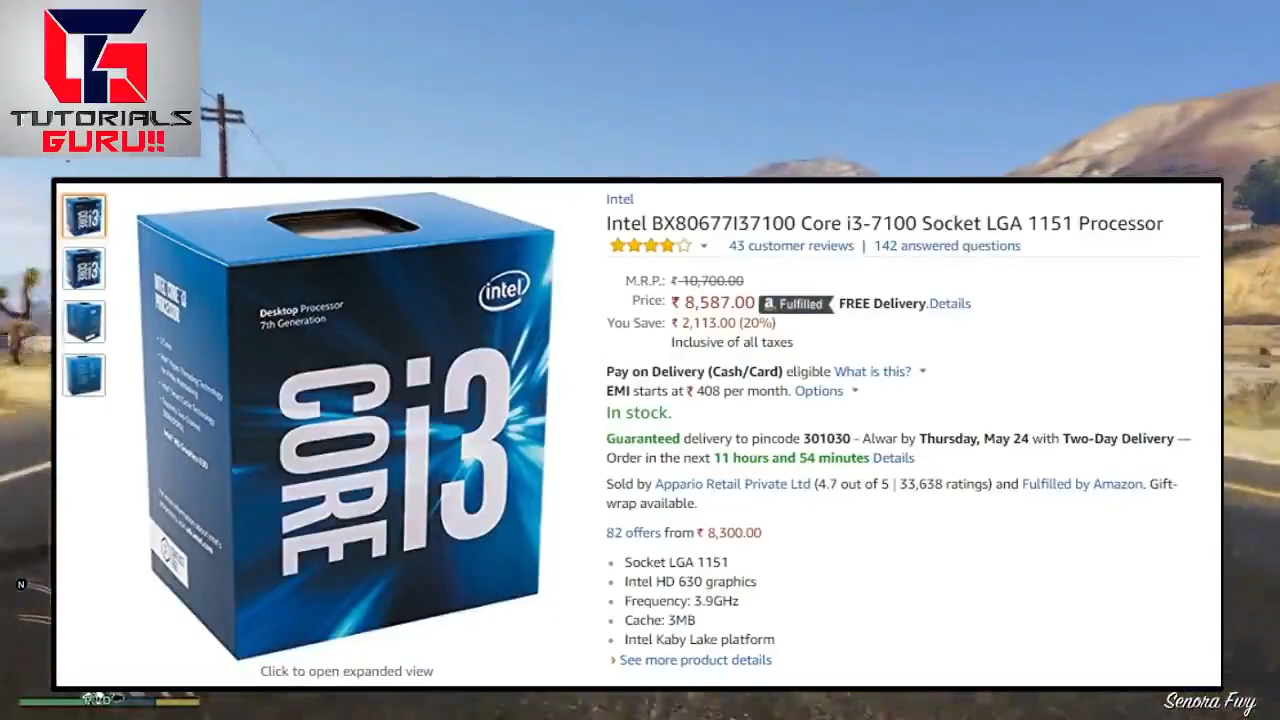 TUTORIALS
GURU!!
Intel
Intel BX80677I37100 Core i3-7100 Socket LGA 1151 Processor
43 customer reviews | 142 answered questions
M.R.P.: ₹ 10,700.00
Price: ₹ 8,587.00 a Fulfilled FREE Delivery.Details
You Save: ₹ 2,113.00 (20%)
Inclusive of all taxes
Pay on Delivery (Cash/Card) eligible What is this?
EMI starts at ₹ 408 per month. Options
In stock.
Guaranteed delivery to pincode 301030 - Alwar by Thursday, May 24 with Two-Day Delivery —
Order in the next 11 hours and 54 minutes Details
Sold by Appario Retail Private Ltd (4.7 out of 5 | 33,638 ratings) and Fulfilled by Amazon. Gift-
wrap available.
82 offers from ₹ 8,300.00
Socket LGA 1151
Intel HD 630 graphics
Frequency: 3.9GHz
Cache: 3MB
Intel Kaby Lake platform
See more product details
Desktop Processor
7th Generation
intel
CORE i3
Click to open expanded view
N
Senora Fwy